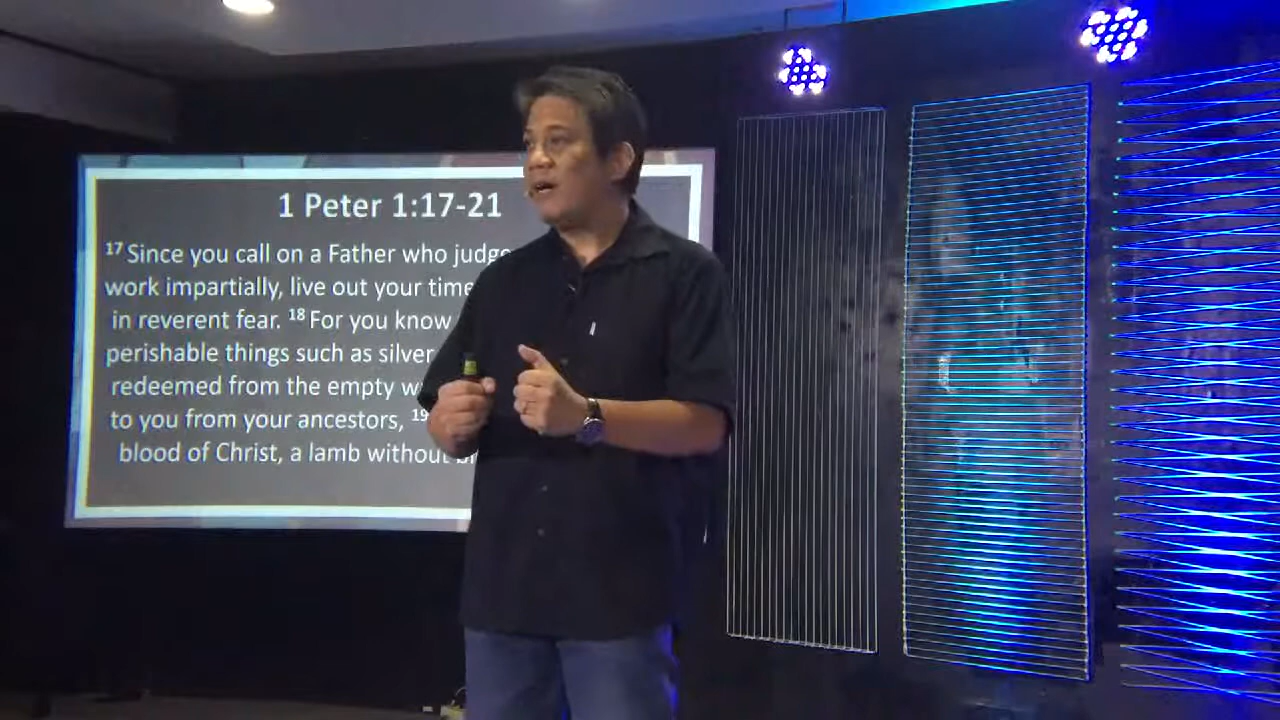 1 Peter 1:17-21
17 Since you call on a Father who judge
work impartially, live out your time
in reverent fear. 18 For you know
perishable things such as silver
redeemed from the empty w
to you from your ancestors, 19
blood of Christ, a lamb without bl